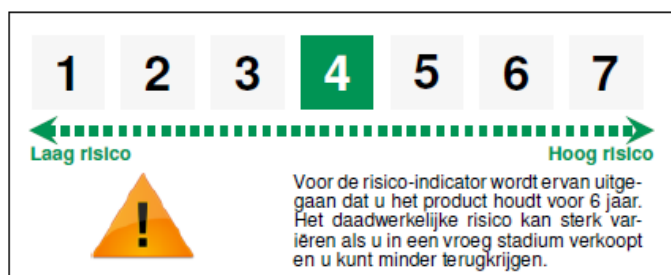 1 2 3 4 5 6 7
Laag risico Hoog risico
!
Voor de risico-indicator wordt ervan uitge-
gaan dat u het product houdt voor 6 jaar.
Het daadwerkelijke risico kan sterk var-
iëren als u in een vroeg stadium verkoopt
en u kunt minder terugkrijgen.